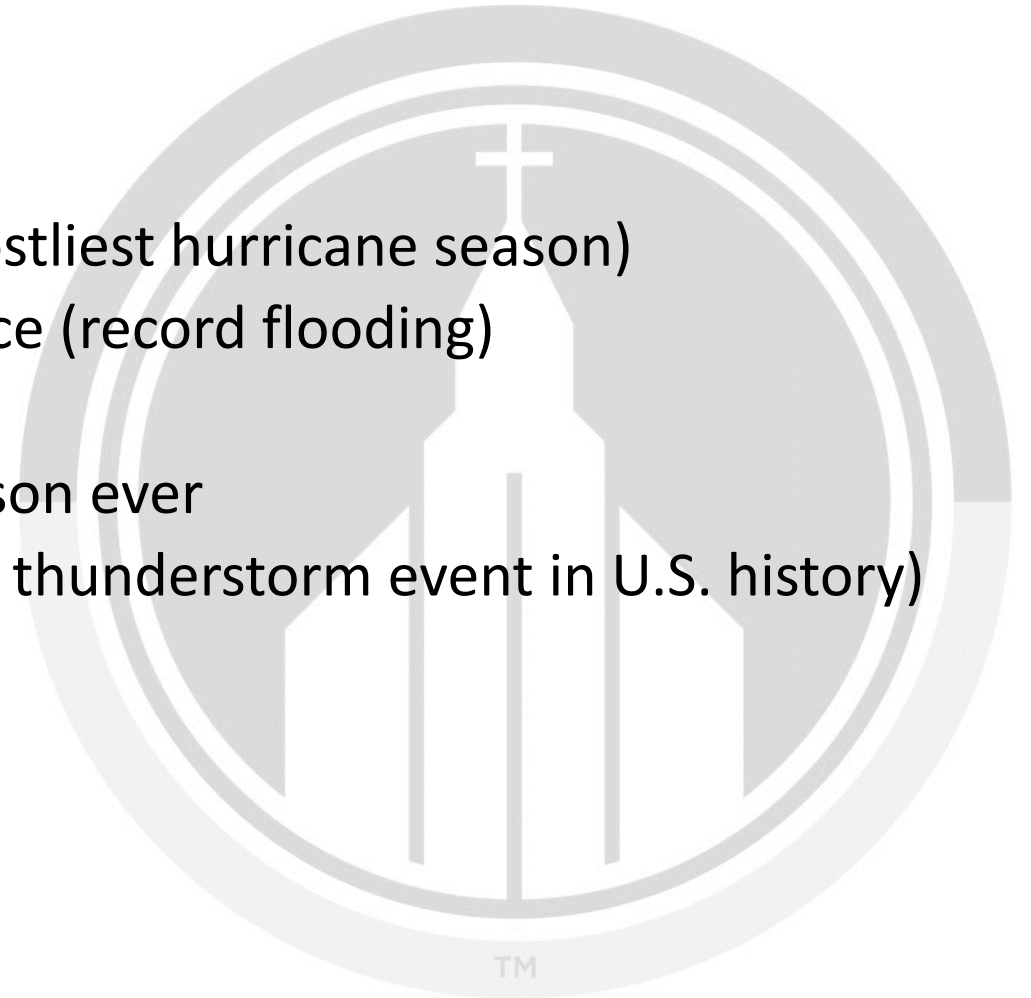 stliest hurricane season)
ce (record flooding)
son ever
thunderstorm event in U.S. history)
TM